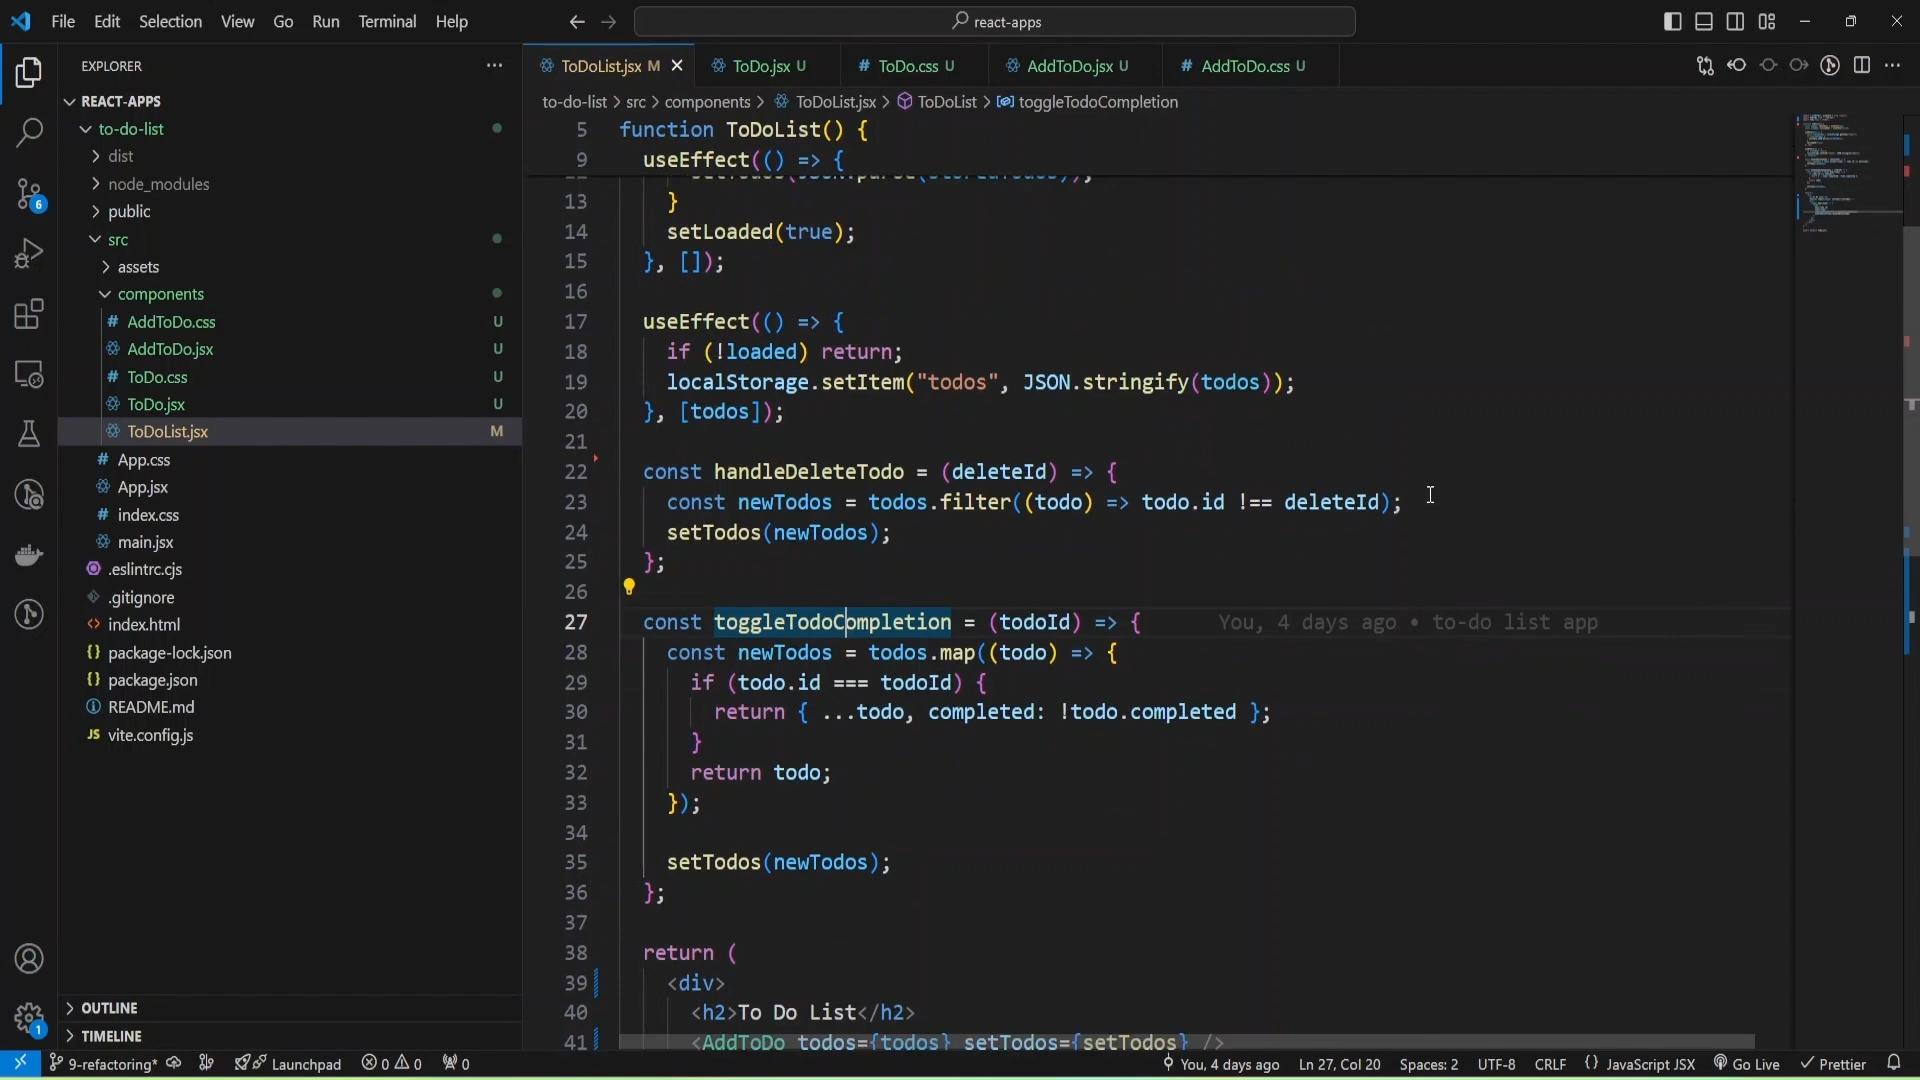 File Edit Selection View Go Run Terminal Help
react-apps
EXPLORER
REACT-APPS
to-do-list
dist
node_modules
public
src
assets
components
# AddToDo.css U
AddToDo.jsx U
# ToDo.css U
ToDo.jsx U
ToDoList.jsx M
# App.css
App.jsx
# index.css
main.jsx
.eslintrc.cjs
.gitignore
<> index.html
{} package-lock.json
{} package.json
README.md
JS vite.config.js
OUTLINE
TIMELINE
6
1
ToDoList.jsx M
ToDo.jsx U
# ToDo.css U
AddToDo.jsx U
# AddToDo.css U
to-do-list > src > components > ToDoList.jsx > ToDoList > toggleTodoCompletion
5 function ToDoList() {
9 useEffect(() => {
13 }
14 setLoaded(true);
15 }, []);
16
17 useEffect(() => {
18 if (!loaded) return;
19 localStorage.setItem("todos", JSON.stringify(todos));
20 }, [todos]);
21
22 const handleDeleteTodo = (deleteId) => {
23 const newTodos = todos.filter((todo) => todo.id !== deleteId);
24 setTodos(newTodos);
25 };
26
27 const toggleTodoCompletion = (todoId) => { You, 4 days ago • to-do list app
28 const newTodos = todos.map((todo) => {
29 if (todo.id === todoId) {
30 return { ...todo, completed: !todo.completed };
31 }
32 return todo;
33 });
34
35 setTodos(newTodos);
36 };
37
38 return (
39 <div>
40 <h2>To Do List</h2>
41 <AddToDo todos={todos} setTodos={setTodos} />
9-refactoring* Launchpad 0 0 0 You, 4 days ago Ln 27, Col 20 Spaces: 2 UTF-8 CRLF {} JavaScript JSX Go Live Prettier